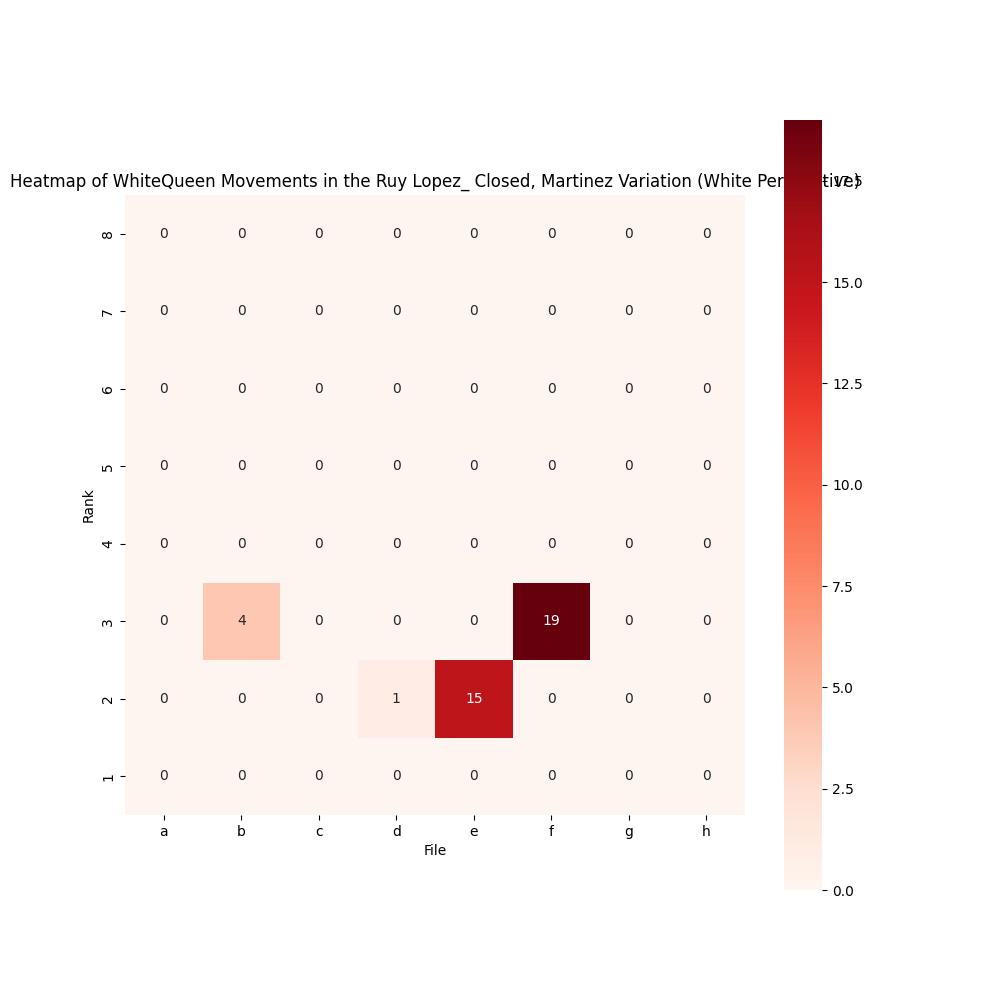 Heatmap of WhiteQueen Movements in the Ruy Lopez_ Closed, Martinez Variation (White Perspective)
17.5
15.0
12.5
10.0
7.5
5.0
2.5
0.0
Rank
8 0 0 0 0 0 0 0 0
7 0 0 0 0 0 0 0 0
6 0 0 0 0 0 0 0 0
5 0 0 0 0 0 0 0 0
4 0 0 0 0 0 0 0 0
3 0 4 0 0 0 19 0 0
2 0 0 0 1 15 0 0 0
1 0 0 0 0 0 0 0 0
a b c d e f g h
File